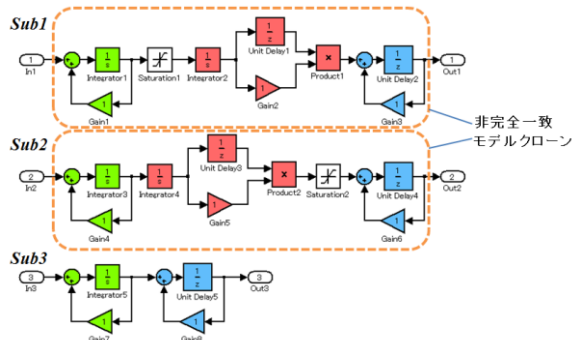 Sub1
1
In1
1
s
Integrator1
1
Gain1
Saturation1
1
s
Integrator2
1
z
Unit Delay1
1
Gain2
×
Product1
1
z
Unit Delay2
1
Gain3
1
Out1
非完全一致
モデルクローン
Sub2
2
In2
1
s
Integrator3
1
Gain4
1
s
Integrator4
1
z
Unit Delay3
1
Gain5
×
Product2
Saturation2
1
z
Unit Delay4
1
Gain6
2
Out2
Sub3
3
In3
1
s
Integrator5
1
Gain7
1
z
Unit Delay5
1
Gain8
3
Out3